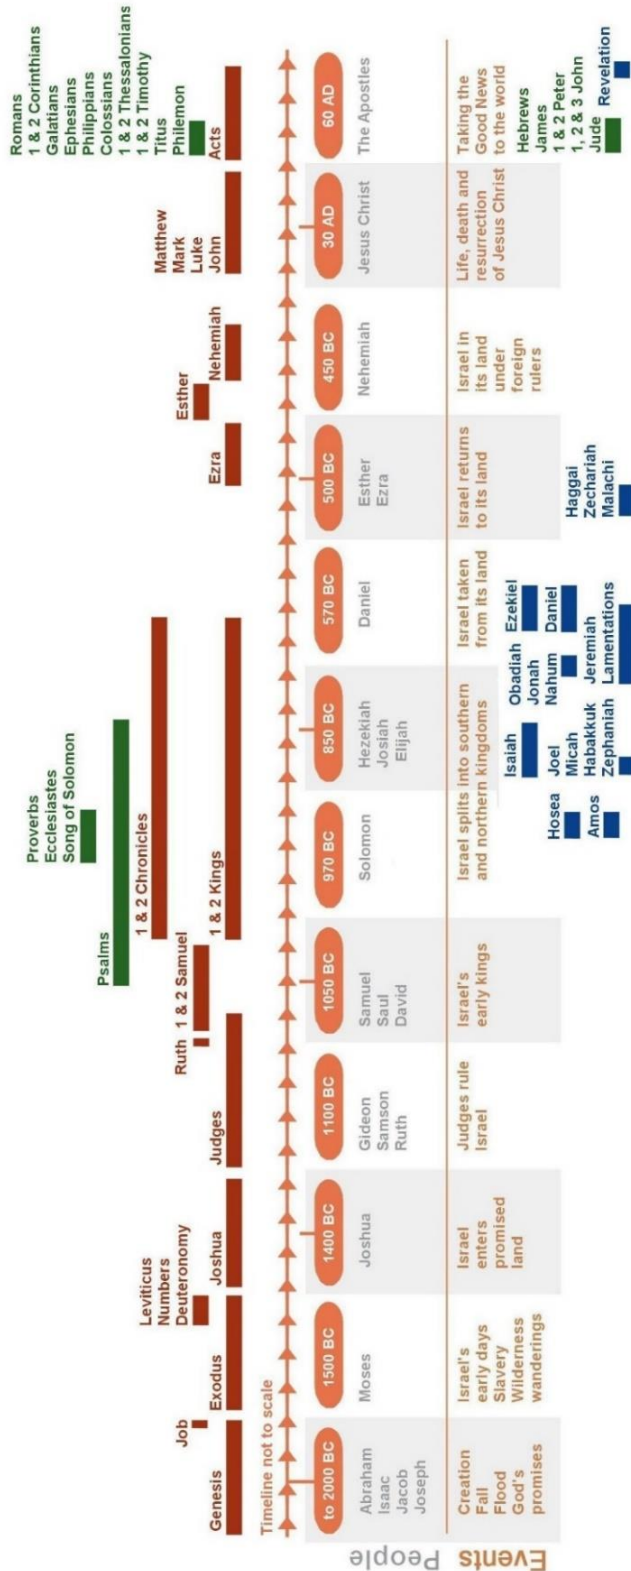 Proverbs
Ecclesiastes
Song of Solomon
Psalms
1 & 2 Chronicles
Job
Leviticus
Numbers
Deuteronomy
Ruth
1 & 2 Samuel
Esther
Genesis
Exodus
Joshua
Judges
1 & 2 Kings
Ezra
Nehemiah
Matthew
Mark
Luke
John
Romans
1 & 2 Corinthians
Galatians
Ephesians
Philippians
Colossians
1 & 2 Thessalonians
1 & 2 Timothy
Titus
Philemon
Acts
Timeline not to scale
to 2000 BC
1500 BC
1400 BC
1100 BC
1050 BC
970 BC
850 BC
570 BC
500 BC
450 BC
30 AD
60 AD
People
Abraham
Isaac
Jacob
Joseph
Moses
Joshua
Gideon
Samson
Ruth
Samuel
Saul
David
Solomon
Hezekiah
Josiah
Elijah
Daniel
Esther
Ezra
Nehemiah
Jesus Christ
The Apostles
Events
Creation
Fall
Flood
God's
promises
Israel's
early days
Slavery
Wilderness
wanderings
Israel
enters
promised
land
Judges rule
Israel
Israel's
early kings
Israel splits into southern
and northern kingdoms
Israel taken
from its land
Israel returns
to its land
Israel in
its land
under
foreign
rulers
Life, death and
resurrection
of Jesus Christ
Taking the
Good News
to the world
Hosea
Amos
Isaiah
Joel
Micah
Habakkuk
Zephaniah
Obadiah
Jonah
Nahum
Jeremiah
Lamentations
Ezekiel
Daniel
Haggai
Zechariah
Malachi
Hebrews
James
1 & 2 Peter
1, 2 & 3 John
Jude
Revelation